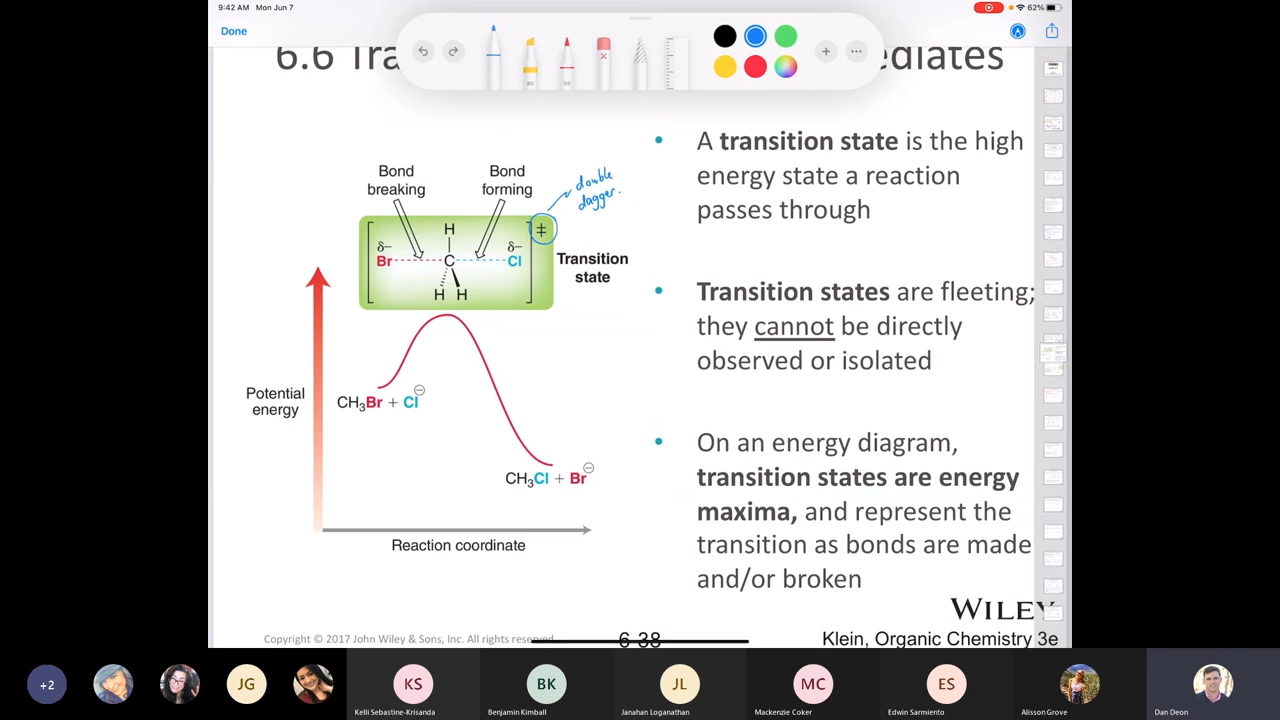 9:42 AM Mon Jun 7
62%
Done
6.6 Tra
ediates
Bond
breaking
Bond
forming
double
dagger.
H
‡
δ−
δ−
Br
C
Cl
H H
Transition
state
Potential
energy
CH3Br + Cl⊖
CH3Cl + Br⊖
Reaction coordinate
• A transition state is the high
energy state a reaction
passes through
• Transition states are fleeting;
they cannot be directly
observed or isolated
• On an energy diagram,
transition states are energy
maxima, and represent the
transition as bonds are made
and/or broken
WILEY
Copyright © 2017 John Wiley & Sons, Inc. All rights reserved.
6-38
Klein, Organic Chemistry 3e
+2
JG
KS
Kelli Sebastine-Krisanda
BK
Benjamin Kimball
JL
Janahan Loganathan
MC
Mackenzie Coker
ES
Edwin Sarmiento
Alisson Grove
Dan Deon